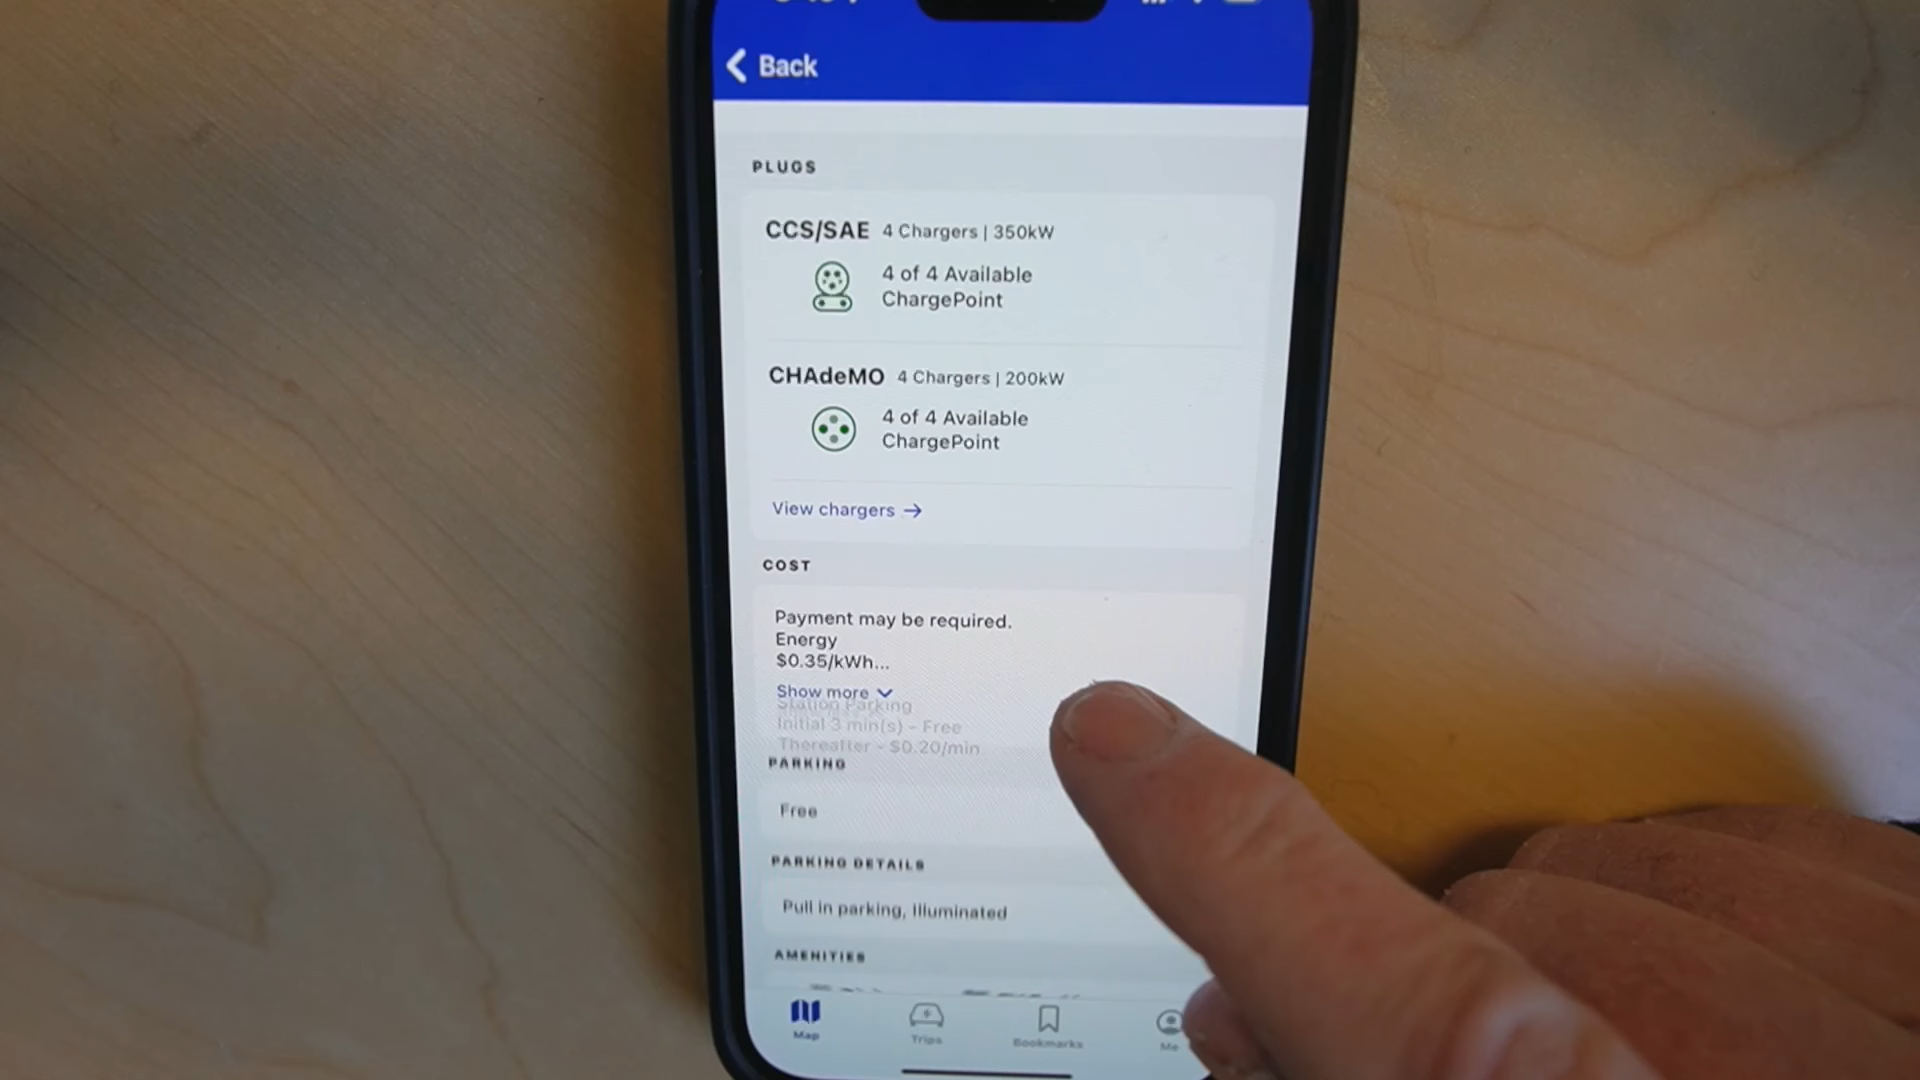 Back
PLUGS
CCS/SAE 4 Chargers | 350kW
4 of 4 Available
ChargePoint
CHAdeMO 4 Chargers | 200kW
4 of 4 Available
ChargePoint
View chargers →
COST
Payment may be required.
Energy
$0.35/kWh...
Show more
Station Parking
Initial 3 min(s) - Free
Thereafter - $0.20/min
PARKING
Free
PARKING DETAILS
Pull in parking, Illuminated
AMENITIES
Map Trips Bookmarks Me